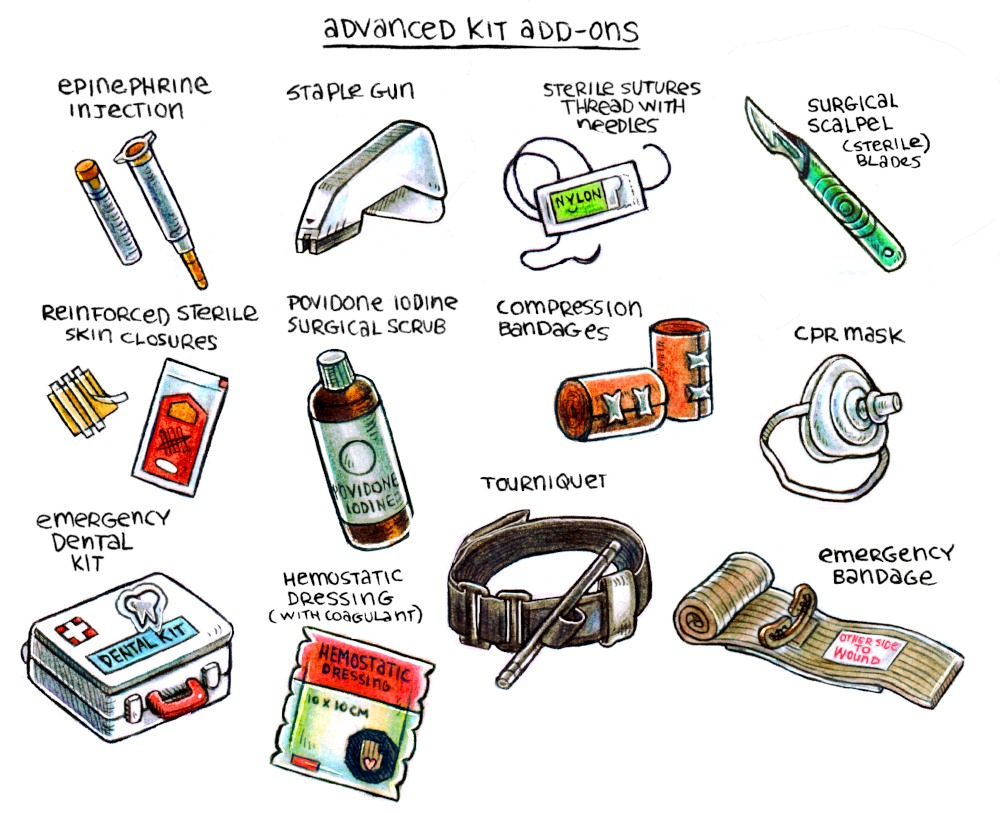 ADVANCED KIT ADD-ONS
EPINEPHRINE
INJECTION
STAPLE GUN
STERILE SUTURES
THREAD WITH
NEEDLES
NYLON
SURGICAL
SCALPEL
(STERILE)
BLADES
REINFORCED STERILE
SKIN CLOSURES
POVIDONE IODINE
SURGICAL SCRUB
POVIDONE
IODINE
COMPRESSION
BANDAGES
CPR MASK
EMERGENCY
DENTAL
KIT
DENTAL KIT
HEMOSTATIC
DRESSING
(WITH COAGULANT)
HEMOSTATIC
DRESSING
10 X 10 CM
TOURNIQUET
EMERGENCY
BANDAGE
OTHER SIDE
TO
WOUND